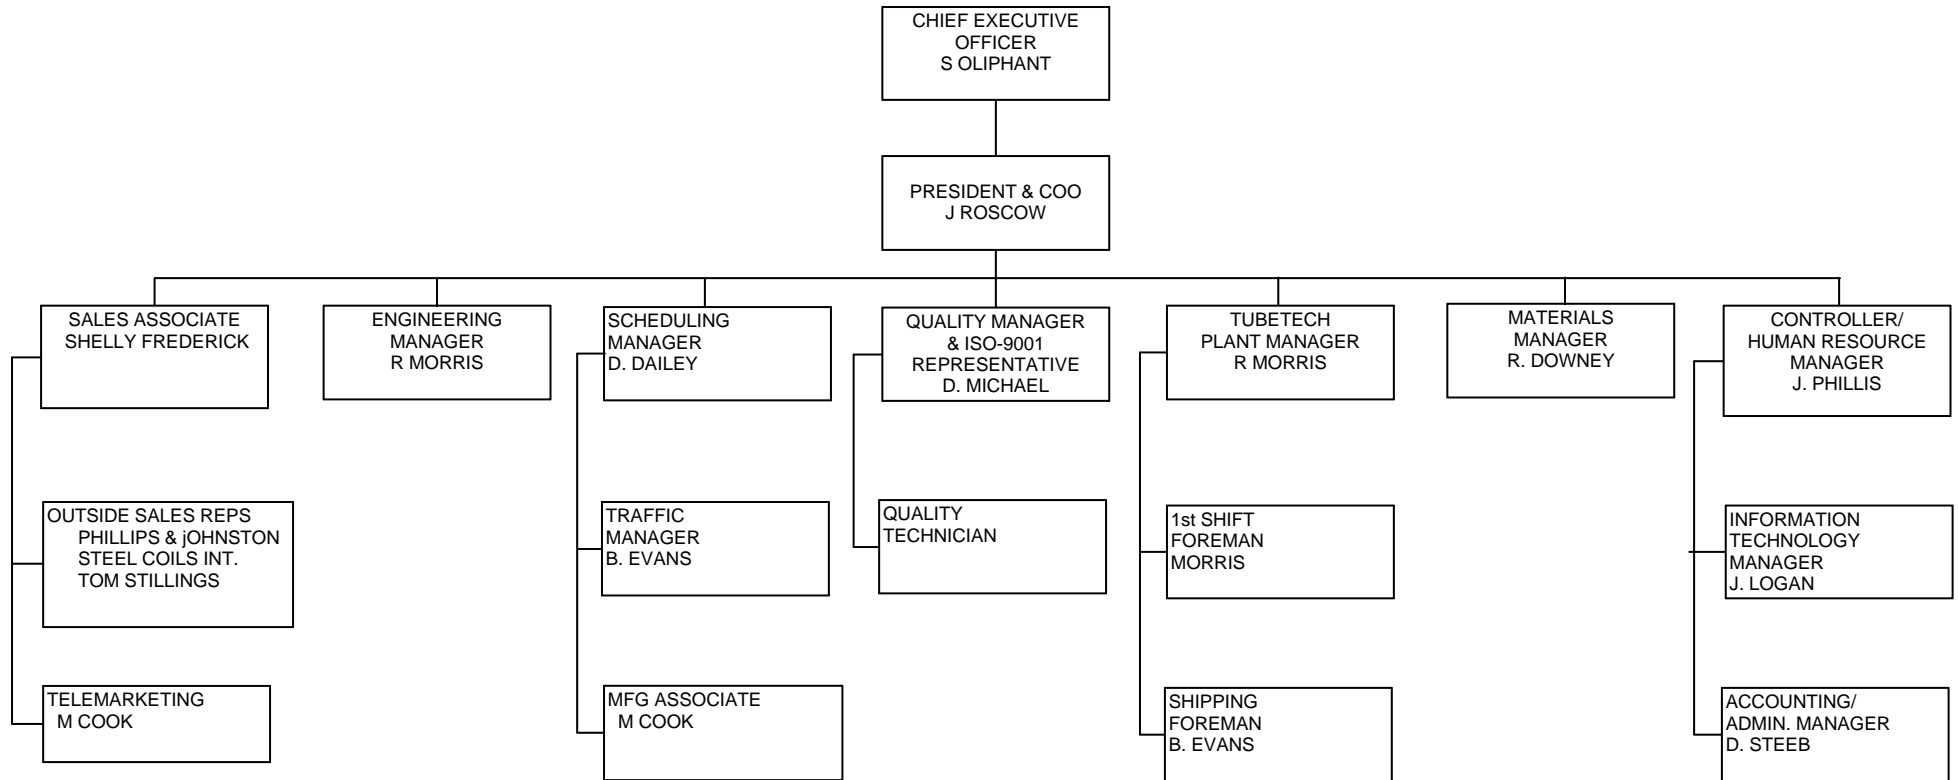 CHIEF EXECUTIVE
OFFICER
S OLIPHANT
PRESIDENT & COO
J ROSCOW
SALES ASSOCIATE
SHELLY FREDERICK
ENGINEERING
MANAGER
R MORRIS
SCHEDULING
MANAGER
D. DAILEY
QUALITY MANAGER
& ISO-9001
REPRESENTATIVE
D. MICHAEL
TUBETECH
PLANT MANAGER
R MORRIS
MATERIALS
MANAGER
R. DOWNEY
CONTROLLER/
HUMAN RESOURCE
MANAGER
J. PHILLIS
OUTSIDE SALES REPS
PHILLIPS & jOHNSTON
STEEL COILS INT.
TOM STILLINGS
TRAFFIC
MANAGER
B. EVANS
QUALITY
TECHNICIAN
1st SHIFT
FOREMAN
MORRIS
INFORMATION
TECHNOLOGY
MANAGER
J. LOGAN
TELEMARKETING
M COOK
MFG ASSOCIATE
M COOK
SHIPPING
FOREMAN
B. EVANS
ACCOUNTING/
ADMIN. MANAGER
D. STEEB